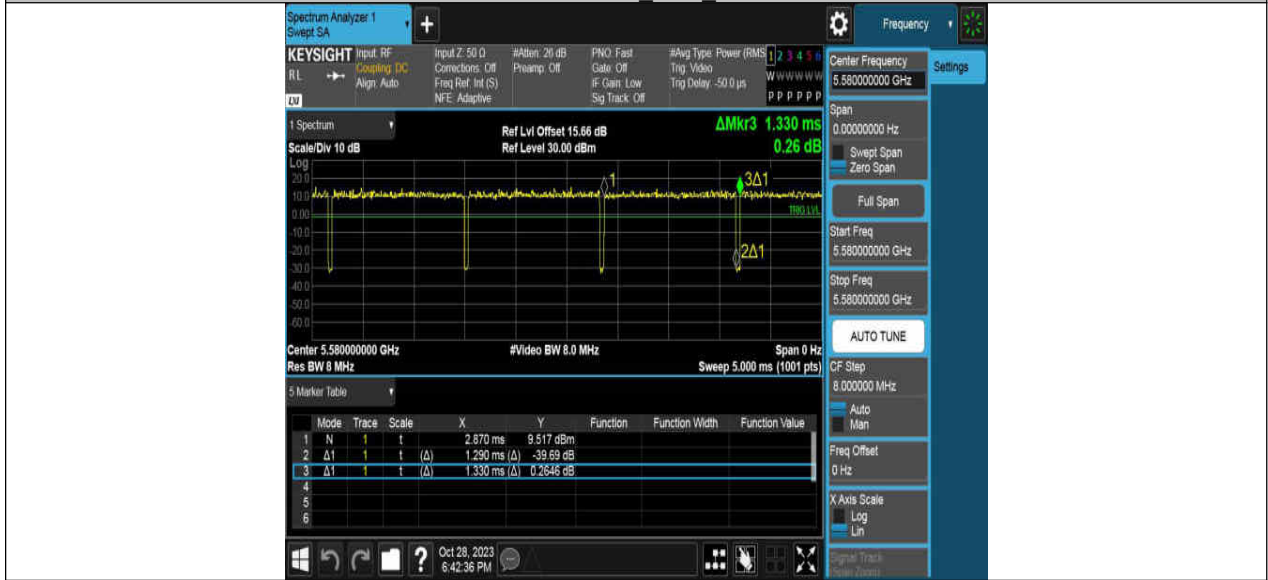 Spectrum Analyzer 1
Swept SA
+
Frequency
KEYSIGHT
RL
Input: RF
Coupling: DC
Align: Auto
Input Z: 50 Ω
Corrections: Off
Freq Ref: Int (S)
NFE: Adaptive
#Atten: 26 dB
Preamp: Off
PNO: Fast
Gate: Off
IF Gain: Low
Sig Track: Off
#Avg Type: Power (RMS
Trig: Video
Trig Delay: -50.0 µs
1 2 3 4 5 6
W W W W W W
P P P P P P
LU
1 Spectrum
Scale/Div 10 dB
Ref Lvl Offset 15.66 dB
Ref Level 30.00 dBm
ΔMkr3 1.330 ms
0.26 dB
Log
20.0
10.0
0.00
-10.0
-20.0
-30.0
-40.0
-50.0
-60.0
1
3Δ1
2Δ1
TRIG LVL
Center 5.580000000 GHz
#Video BW 8.0 MHz
Span 0 Hz
Res BW 8 MHz
Sweep 5.000 ms (1001 pts)
5 Marker Table
Mode Trace Scale X Y Function Function Width Function Value
1 N 1 t 2.870 ms 9.517 dBm
2 Δ1 1 t (Δ) 1.290 ms (Δ) -39.69 dB
3 Δ1 1 t (Δ) 1.330 ms (Δ) 0.2646 dB
4
5
6
?
Oct 28, 2023
6:42:36 PM
Center Frequency
5.580000000 GHz
Settings
Span
0.00000000 Hz
Swept Span
Zero Span
Full Span
Start Freq
5.580000000 GHz
Stop Freq
5.580000000 GHz
AUTO TUNE
CF Step
8.000000 MHz
Auto
Man
Freq Offset
0 Hz
X Axis Scale
Log
Lin
Signal Track
(Span Zoom)